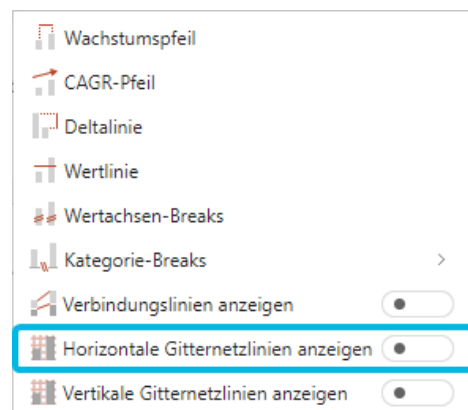 Wachstumspfeil
CAGR-Pfeil
Deltalinie
Wertlinie
Wertachsen-Breaks
Kategorie-Breaks
Verbindungslinien anzeigen
Horizontale Gitternetzlinien anzeigen
Vertikale Gitternetzlinien anzeigen